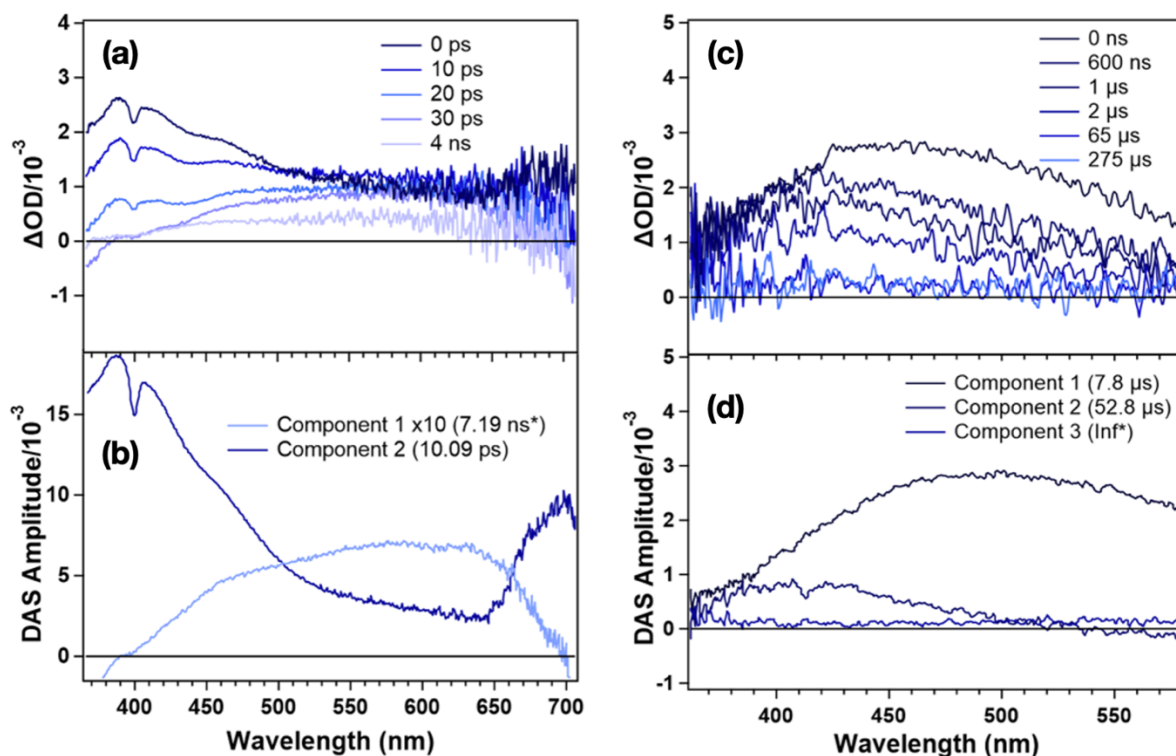 (a)
4
3
2
1
0
-1
ΔOD/10⁻³
0 ps
10 ps
20 ps
30 ps
4 ns
(b)
15
10
5
0
DAS Amplitude/10⁻³
Component 1 x10 (7.19 ns*)
Component 2 (10.09 ps)
400 450 500 550 600 650 700
Wavelength (nm)
(c)
5
4
3
2
1
0
ΔOD/10⁻³
0 ns
600 ns
1 µs
2 µs
65 µs
275 µs
(d)
5
4
3
2
1
0
-1
DAS Amplitude/10⁻³
Component 1 (7.8 µs)
Component 2 (52.8 µs)
Component 3 (Inf*)
400 450 500 550
Wavelength (nm)